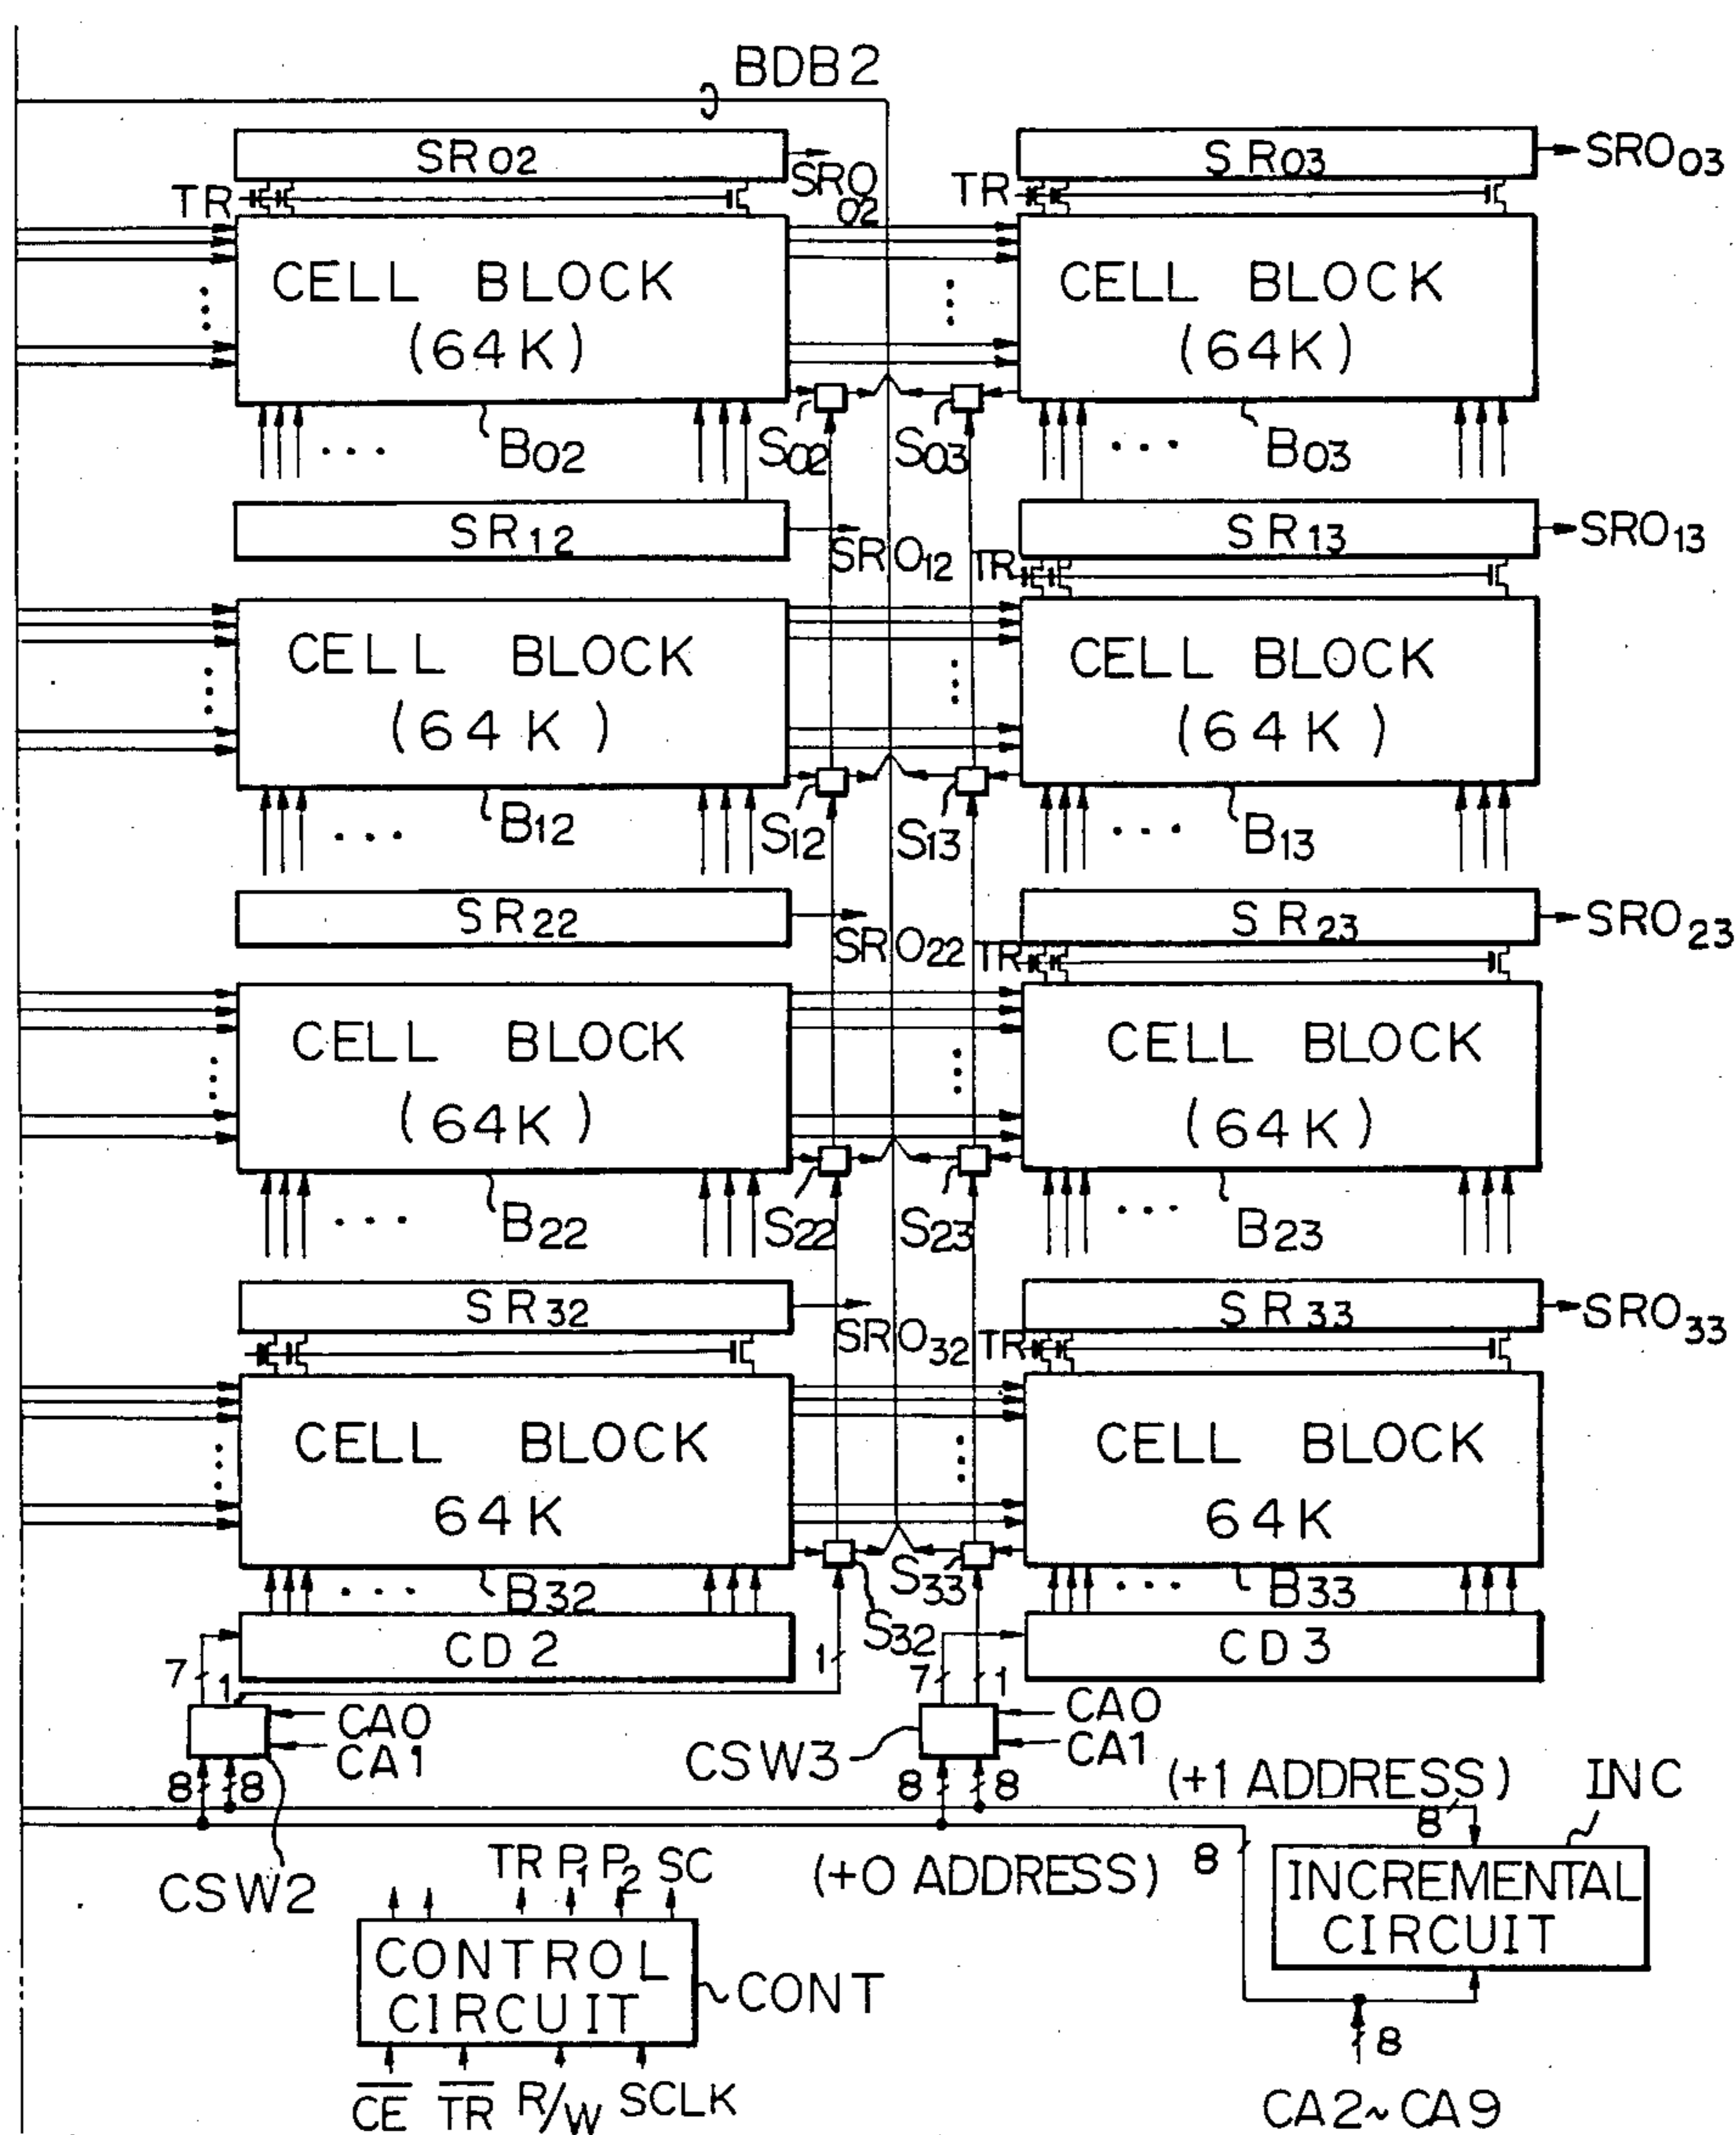 BDB2
SR02
SRO02
SR03
SRO03
TR
TR
CELL BLOCK
(64K)
CELL BLOCK
(64K)
B02
S02
S03
B03
SR12
SRO12
SR13
SRO13
TR
CELL BLOCK
(64K)
CELL BLOCK
(64K)
B12
S12
S13
B13
SR22
SRO22
SR23
SRO23
TR
CELL BLOCK
(64K)
CELL BLOCK
(64K)
B22
S22
S23
B23
SR32
SRO32
SR33
SRO33
TR
CELL BLOCK
64K
CELL BLOCK
64K
B32
S32
S33
B33
CD2
CD3
7
1
1
7
1
CA0
CA1
CSW3
CA0
CA1
8
8
8
8
(+1 ADDRESS)
INC
8
CSW2
TR P1 P2 SC
(+0 ADDRESS)
8
INCREMENTAL
CIRCUIT
CONTROL
CIRCUIT
CONT
8
C̅E̅ T̅R̅ R/W SCLK
CA2~CA9